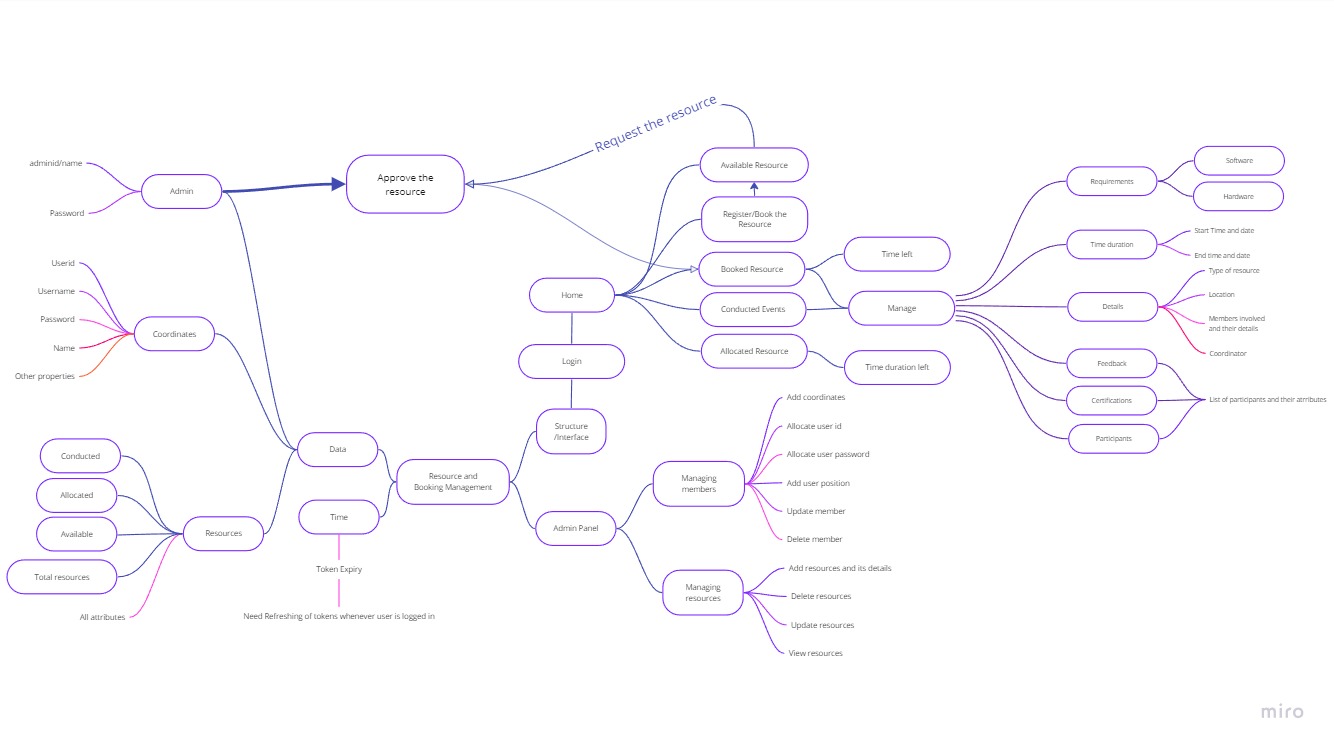 Request the resource
adminid/name
Admin
Password
Approve the
resource
Available Resource
Register/Book the
Resource
Booked Resource
Conducted Events
Allocated Resource
Time left
Manage
Time duration left
Requirements
Software
Hardware
Time duration
Start Time and date
End time and date
Details
Type of resource
Location
Members involved
and their details
Coordinator
Feedback
Certifications
Participants
List of participants and their atrributes
Userid
Username
Password
Name
Other properties
Coordinates
Home
Login
Structure
/Interface
Data
Time
Resource and
Booking Management
Token Expiry
Need Refreshing of tokens whenever user is logged in
Conducted
Allocated
Available
Total resources
All attributes
Resources
Admin Panel
Managing
members
Add coordinates
Allocate user id
Allocate user password
Add user position
Update member
Delete member
Managing
resources
Add resources and its details
Delete resources
Update resources
View resources
miro